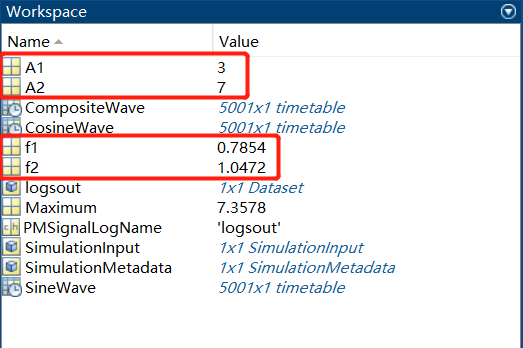 Workspace
Name Value
A1 3
A2 7
CompositeWave 5001x1 timetable
CosineWave 5001x1 timetable
f1 0.7854
f2 1.0472
logsout 1x1 Dataset
Maximum 7.3578
ch PMSignalLogName 'logsout'
SimulationInput 1x1 SimulationInput
SimulationMetadata 1x1 SimulationMetadata
SineWave 5001x1 timetable